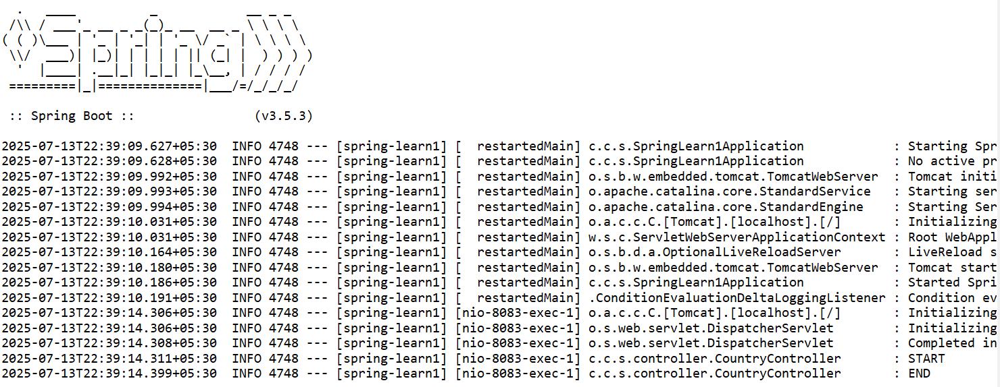 .   ____          _            __ _ _
 /\\ / ___'_ __ _ _(_)_ __  __ _ \ \ \ \
( ( )\___ | '_ | '_| | '_ \/ _` | \ \ \ \
 \\/  ___)| |_)| | | | | || (_| |  ) ) ) )
  '  |____| .__|_| |_|_| |_\__, | / / / /
 =========|_|==============|___/=/_/_/_/

 :: Spring Boot ::                (v3.5.3)

2025-07-13T22:39:09.627+05:30  INFO 4748 --- [spring-learn1] [  restartedMain] c.c.s.SpringLearn1Application            : Starting Spr
2025-07-13T22:39:09.628+05:30  INFO 4748 --- [spring-learn1] [  restartedMain] c.c.s.SpringLearn1Application            : No active pr
2025-07-13T22:39:09.992+05:30  INFO 4748 --- [spring-learn1] [  restartedMain] o.s.b.w.embedded.tomcat.TomcatWebServer  : Tomcat initi
2025-07-13T22:39:09.993+05:30  INFO 4748 --- [spring-learn1] [  restartedMain] o.apache.catalina.core.StandardService   : Starting ser
2025-07-13T22:39:09.994+05:30  INFO 4748 --- [spring-learn1] [  restartedMain] o.apache.catalina.core.StandardEngine    : Starting Ser
2025-07-13T22:39:10.031+05:30  INFO 4748 --- [spring-learn1] [  restartedMain] o.a.c.c.C.[Tomcat].[localhost].[/]       : Initializing
2025-07-13T22:39:10.031+05:30  INFO 4748 --- [spring-learn1] [  restartedMain] w.s.c.ServletWebServerApplicationContext : Root WebAppl
2025-07-13T22:39:10.164+05:30  INFO 4748 --- [spring-learn1] [  restartedMain] o.s.b.d.a.OptionalLiveReloadServer       : LiveReload s
2025-07-13T22:39:10.180+05:30  INFO 4748 --- [spring-learn1] [  restartedMain] o.s.b.w.embedded.tomcat.TomcatWebServer  : Tomcat start
2025-07-13T22:39:10.186+05:30  INFO 4748 --- [spring-learn1] [  restartedMain] c.c.s.SpringLearn1Application            : Started Spri
2025-07-13T22:39:10.191+05:30  INFO 4748 --- [spring-learn1] [  restartedMain] .ConditionEvaluationDeltaLoggingListener : Condition ev
2025-07-13T22:39:14.306+05:30  INFO 4748 --- [spring-learn1] [nio-8083-exec-1] o.a.c.c.C.[Tomcat].[localhost].[/]       : Initializing
2025-07-13T22:39:14.306+05:30  INFO 4748 --- [spring-learn1] [nio-8083-exec-1] o.s.web.servlet.DispatcherServlet        : Initializing
2025-07-13T22:39:14.308+05:30  INFO 4748 --- [spring-learn1] [nio-8083-exec-1] o.s.web.servlet.DispatcherServlet        : Completed in
2025-07-13T22:39:14.311+05:30  INFO 4748 --- [spring-learn1] [nio-8083-exec-1] c.c.s.controller.CountryController       : START
2025-07-13T22:39:14.399+05:30  INFO 4748 --- [spring-learn1] [nio-8083-exec-1] c.c.s.controller.CountryController       : END